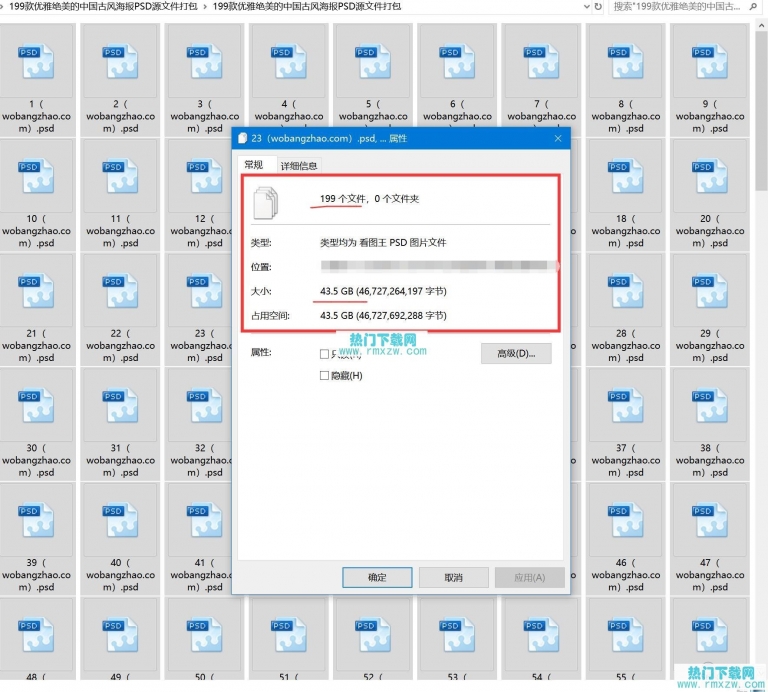 199款优雅绝美的中国古风海报PSD源文件打包 › 199款优雅绝美的中国古风海报PSD源文件打包
搜索"199款优雅绝美的中国古...
PSD PSD PSD PSD PSD PSD PSD PSD PSD
1（wobangzhao.com）.psd
2（wobangzhao.com）.psd
3（wobangzhao.com）.psd
4（wobangzhao.com）.psd
5（wobangzhao.com）.psd
6（wobangzhao.com）.psd
7（wobangzhao.com）.psd
8（wobangzhao.com）.psd
9（wobangzhao.com）.psd
23（wobangzhao.com）.psd, ... 属性
常规 详细信息
199 个文件，0 个文件夹
类型: 类型均为 看图王 PSD 图片文件
位置:
大小: 43.5 GB (46,727,264,197 字节)
占用空间: 43.5 GB (46,727,692,288 字节)
热门下载网
www.rmxzw.com
属性:
高级(D)...
隐藏(H)
确定 取消 应用(A)
PSD PSD PSD PSD PSD
10（wobangzhao.com）.psd
11（wobangzhao.com）.psd
12（wobangzhao.com）.psd
18（wobangzhao.com）.psd
20（wobangzhao.com）.psd
PSD PSD PSD PSD PSD
21（wobangzhao.com）.psd
22（wobangzhao.com）.psd
23（wobangzhao.com）.psd
28（wobangzhao.com）.psd
29（wobangzhao.com）.psd
PSD PSD PSD PSD PSD
30（wobangzhao.com）.psd
31（wobangzhao.com）.psd
32（wobangzhao.com）.psd
37（wobangzhao.com）.psd
38（wobangzhao.com）.psd
PSD PSD PSD PSD PSD
39（wobangzhao.com）.psd
40（wobangzhao.com）.psd
41（wobangzhao.com）.psd
46（wobangzhao.com）.psd
47（wobangzhao.com）.psd
PSD PSD PSD PSD PSD PSD PSD PSD PSD
48（ 49（ 50（ 51（ 52（ 53（ 54（ 55（
热门下载网
www.rmxzw.com